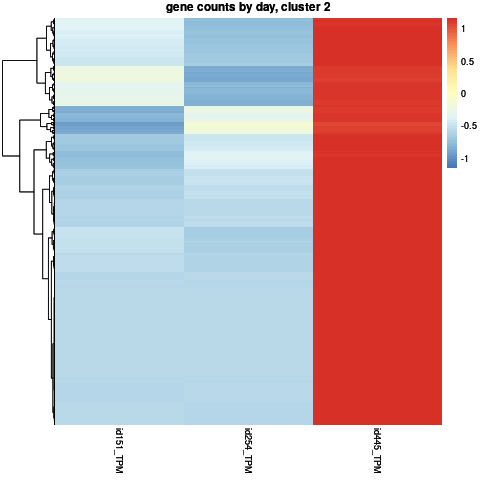 gene counts by day, cluster 2
1
0.5
0
-0.5
-1
id151_TPM
id254_TPM
id445_TPM